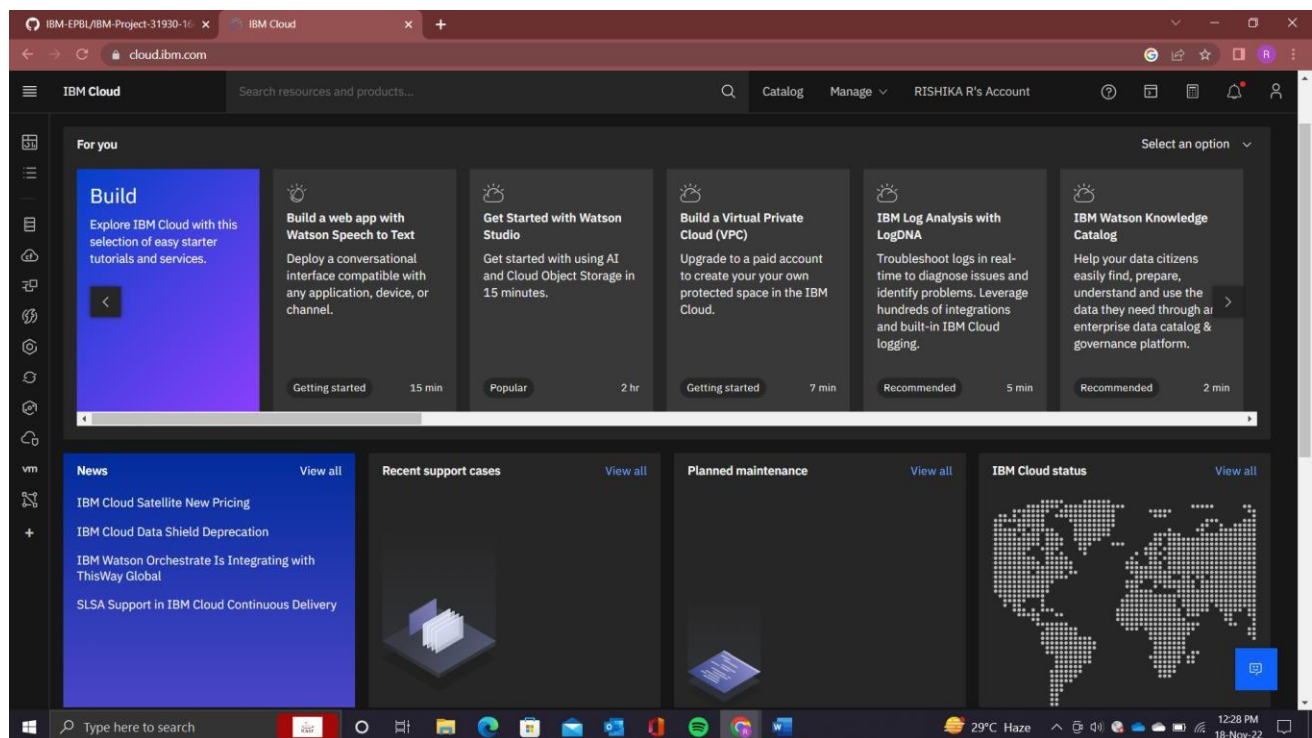 IBM-EPBL/IBM-Project-31930-16
IBM Cloud
cloud.ibm.com
R
IBM Cloud
Search resources and products...
Catalog
Manage
RISHIKA R's Account
For you
Select an option
Build
Explore IBM Cloud with this
selection of easy starter
tutorials and services.
Build a web app with
Watson Speech to Text
Deploy a conversational
interface compatible with
any application, device, or
channel.
Getting started
15 min
Get Started with Watson
Studio
Get started with using AI
and Cloud Object Storage in
15 minutes.
Popular
2 hr
Build a Virtual Private
Cloud (VPC)
Upgrade to a paid account
to create your your own
protected space in the IBM
Cloud.
Getting started
7 min
IBM Log Analysis with
LogDNA
Troubleshoot logs in real-
time to diagnose issues and
identify problems. Leverage
hundreds of integrations
and built-in IBM Cloud
logging.
Recommended
5 min
IBM Watson Knowledge
Catalog
Help your data citizens
easily find, prepare,
understand and use the
data they need through an
enterprise data catalog &
governance platform.
Recommended
2 min
vm
News
View all
IBM Cloud Satellite New Pricing
IBM Cloud Data Shield Deprecation
IBM Watson Orchestrate Is Integrating with
ThisWay Global
SLSA Support in IBM Cloud Continuous Delivery
Recent support cases
View all
Planned maintenance
View all
IBM Cloud status
View all
Type here to search
29°C Haze
12:28 PM
18-Nov-22